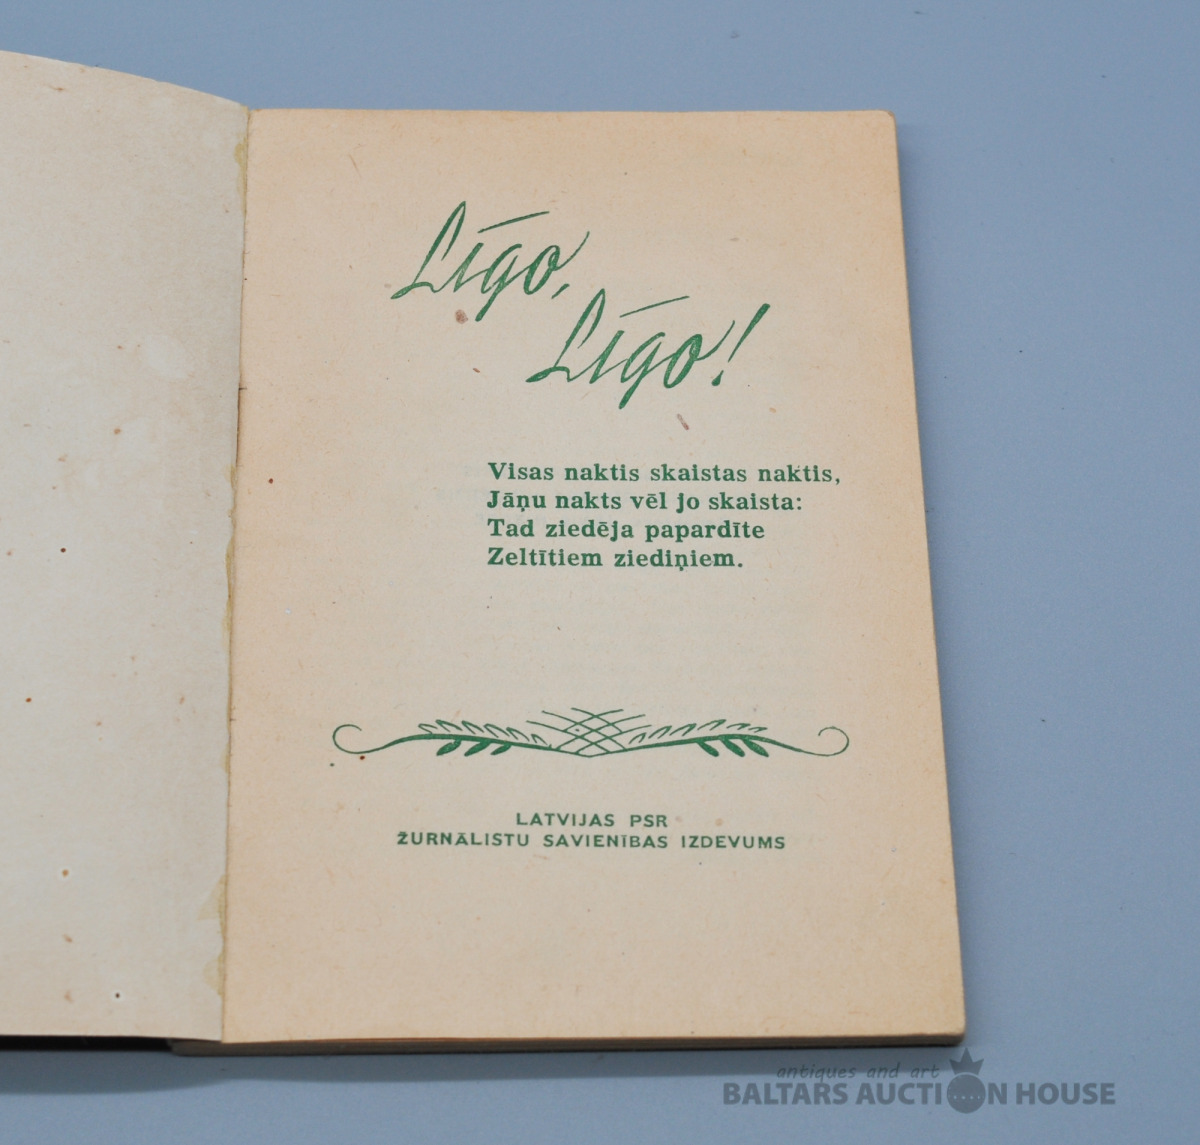 Līgo,
Līgo!
Visas naktis skaistas naktis,
Jāņu nakts vēl jo skaista:
Tad ziedēja papardīte
Zeltītiem ziediņiem.
LATVIJAS PSR
ŽURNĀLISTU SAVIENĪBAS IZDEVUMS
antiques and art
BALTARS AUCTION HOUSE